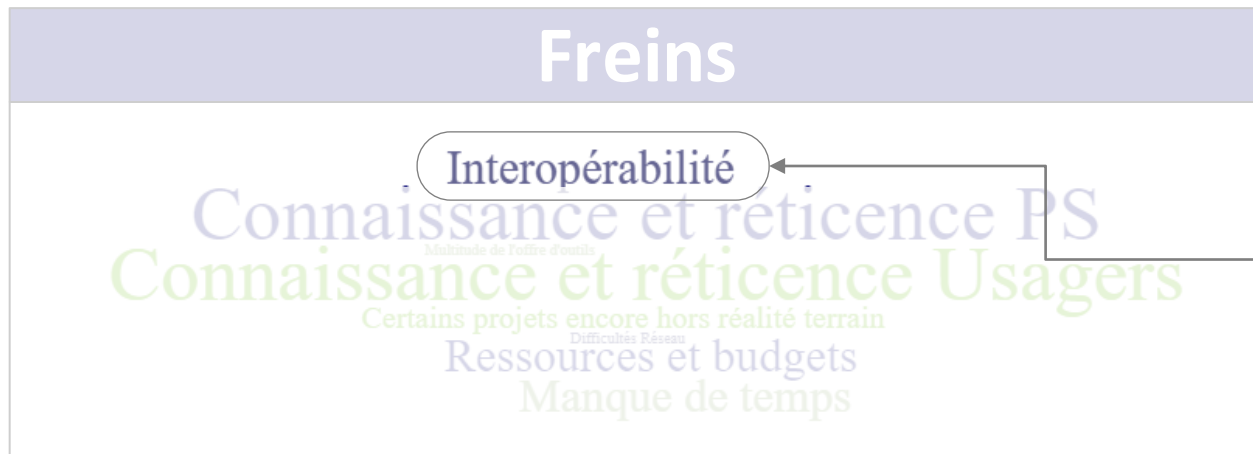 Freins
Interopérabilité
Connaissance et réticence PS
Multitude de l'offre d'outils
Connaissance et réticence Usagers
Certains projets encore hors réalité terrain
Difficultés Réseau
Ressources et budgets
Manque de temps